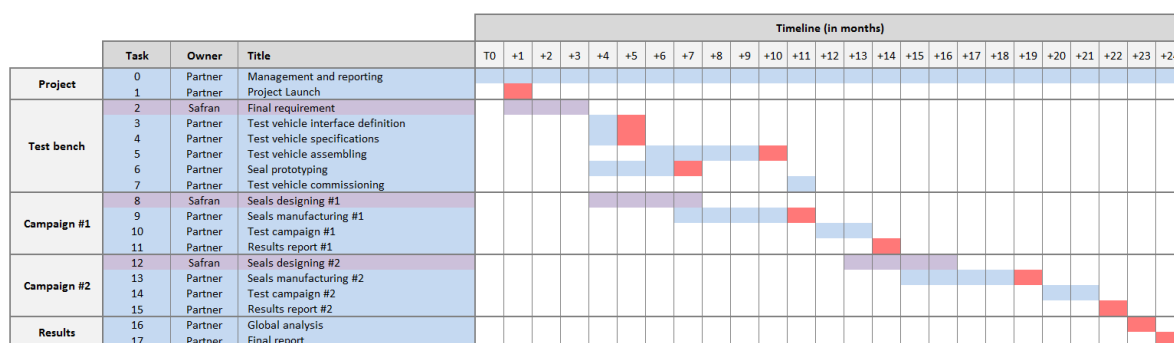 Timeline (in months)
Task Owner Title T0 +1 +2 +3 +4 +5 +6 +7 +8 +9 +10 +11 +12 +13 +14 +15 +16 +17 +18 +19 +20 +21 +22 +23 +24
Project
0 Partner Management and reporting
1 Partner Project Launch
Test bench
2 Safran Final requirement
3 Partner Test vehicle interface definition
4 Partner Test vehicle specifications
5 Partner Test vehicle assembling
6 Partner Seal prototyping
7 Partner Test vehicle commissioning
Campaign #1
8 Safran Seals designing #1
9 Partner Seals manufacturing #1
10 Partner Test campaign #1
11 Partner Results report #1
Campaign #2
12 Safran Seals designing #2
13 Partner Seals manufacturing #2
14 Partner Test campaign #2
15 Partner Results report #2
Results
16 Partner Global analysis
17 Partner Final report